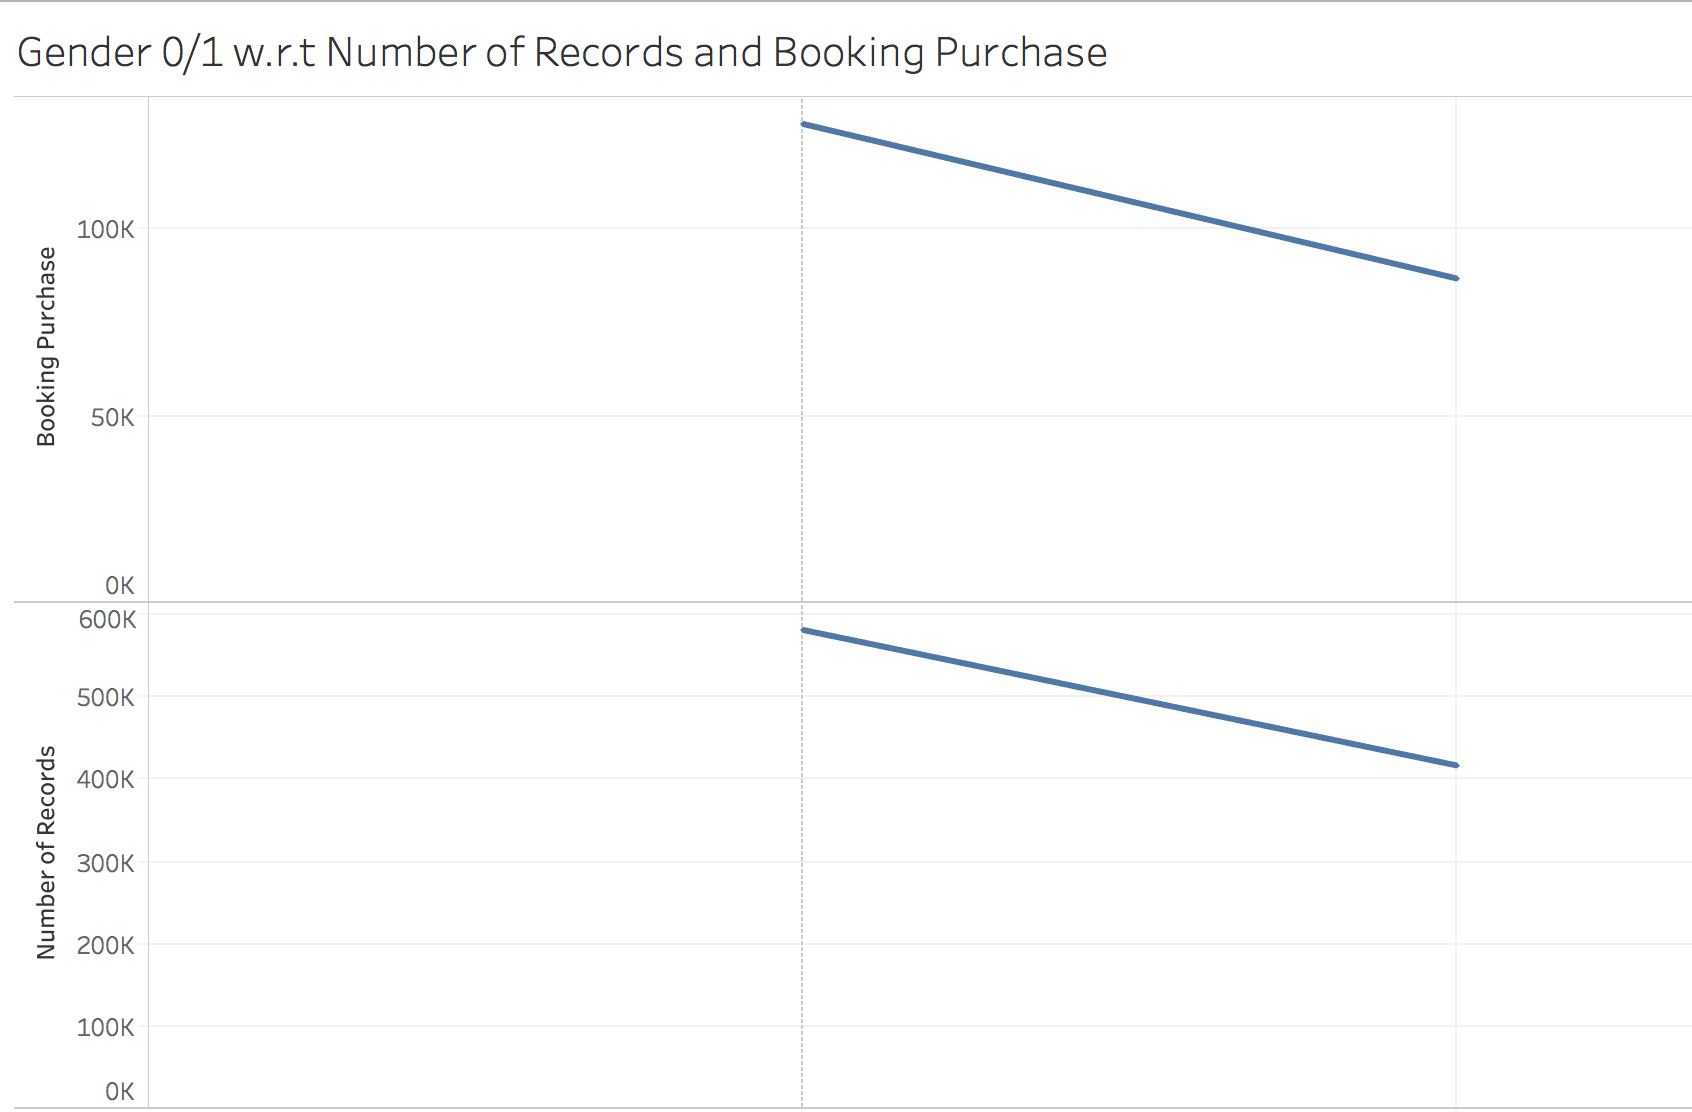 Gender 0/1 w.r.t Number of Records and Booking Purchase
Booking Purchase
100K
50K
0K
Number of Records
600K
500K
400K
300K
200K
100K
0K